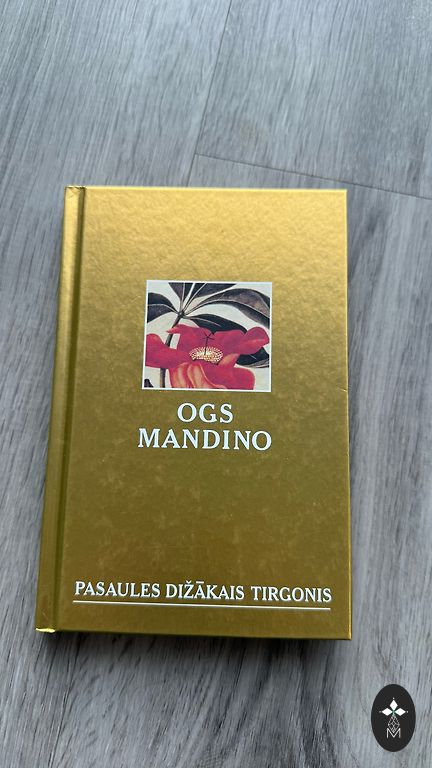 OGS
MANDINO
PASAULES DIŽĀKAIS TIRGONIS
M